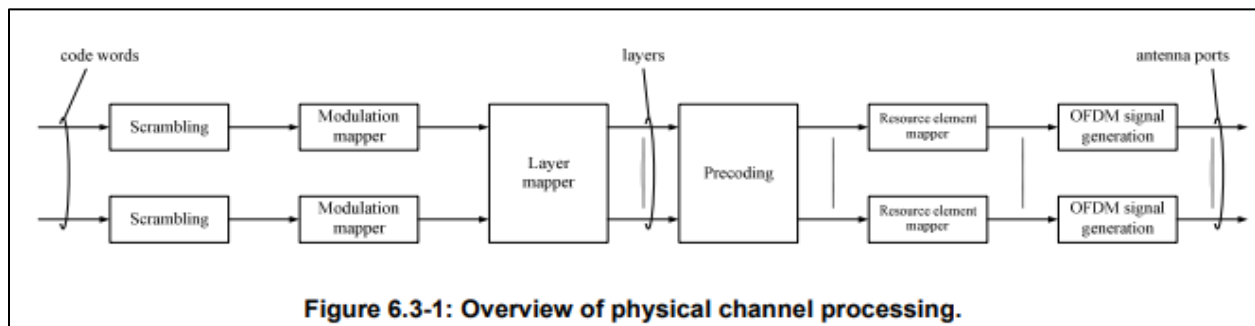 code words
layers
antenna ports
Scrambling
Modulation
mapper
Layer
mapper
Precoding
Resource element
mapper
OFDM signal
generation
Scrambling
Modulation
mapper
Resource element
mapper
OFDM signal
generation
Figure 6.3-1: Overview of physical channel processing.